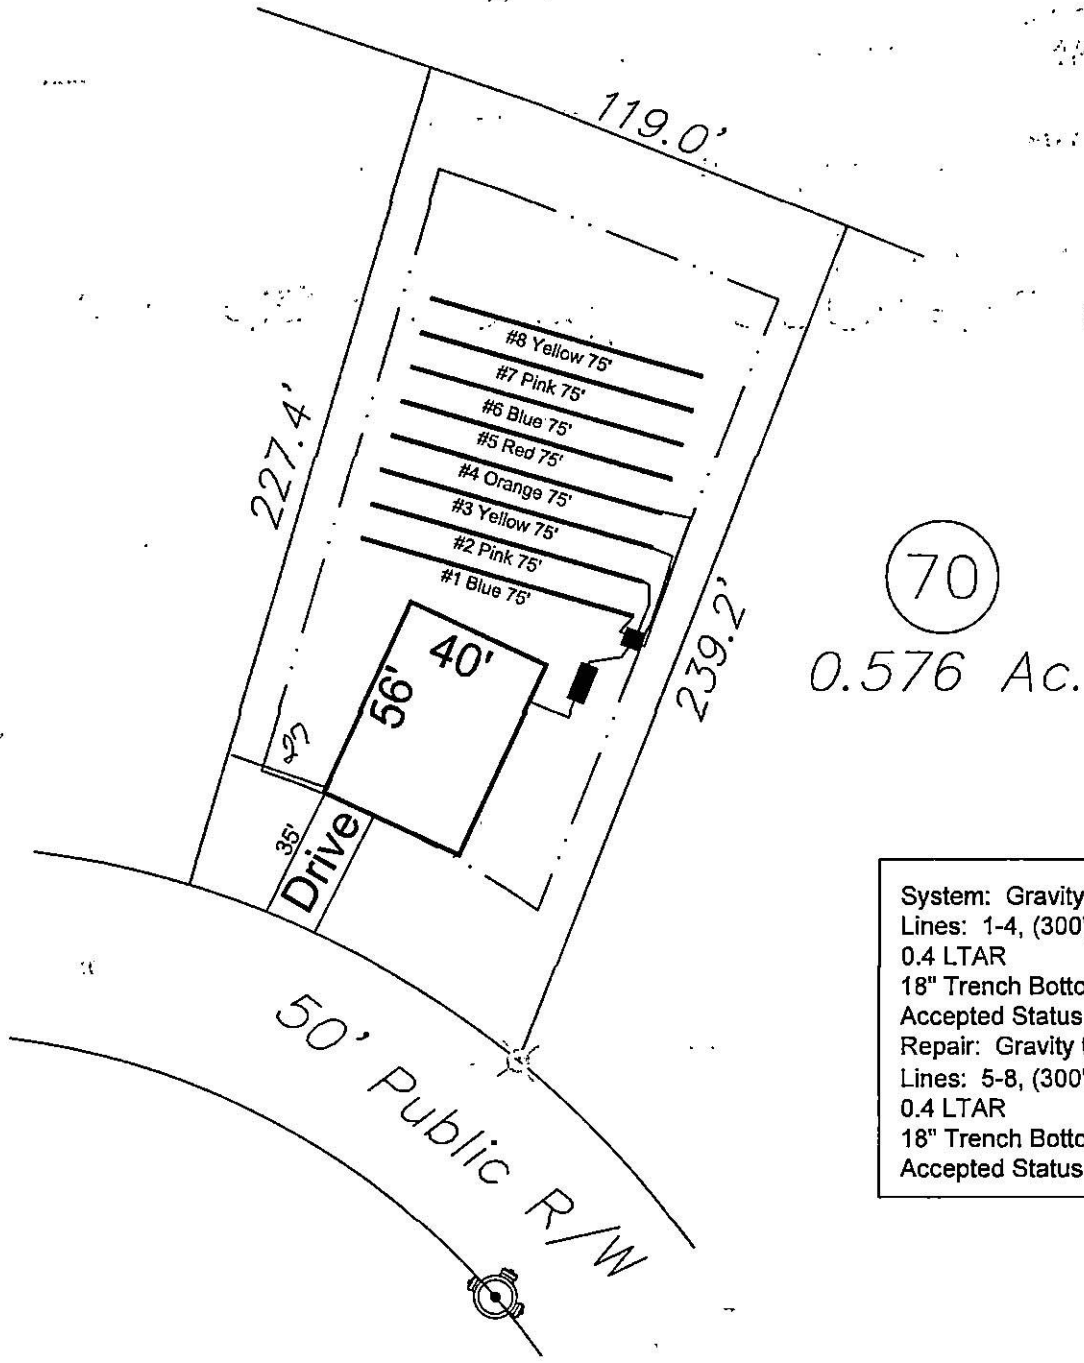 119.0'
#8 Yellow 75'
#7 Pink 75'
#6 Blue 75'
#5 Red 75'
#4 Orange 75'
#3 Yellow 75'
#2 Pink 75'
#1 Blue 75'
227.4'
239.2'
70
0.576 Ac.
40'
56'
27
35'
Drive
50' Public R/W
System: Gravity
Lines: 1-4, (300'
0.4 LTAR
18" Trench Botto
Accepted Status
Repair: Gravity t
Lines: 5-8, (300'
0.4 LTAR
18" Trench Botto
Accepted Status